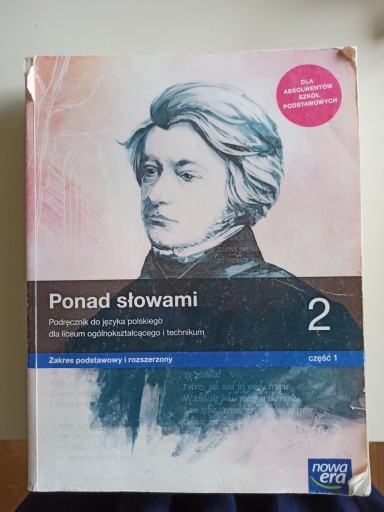 DLA
ABSOLWENTÓW
SZKÓŁ
PODSTAWOWYCH
Ponad słowami
2
Podręcznik do języka polskiego
dla liceum ogólnokształcącego i technikum
Zakres podstawowy i rozszerzony
część 1
nowa
era